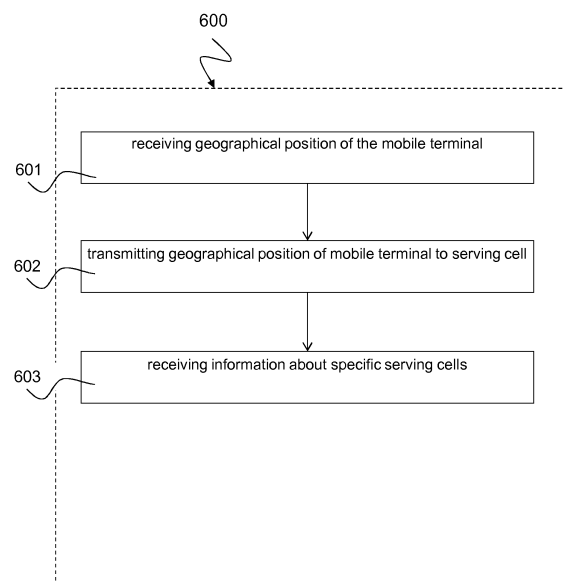 600
receiving geographical position of the mobile terminal
601
transmitting geographical position of mobile terminal to serving cell
602
receiving information about specific serving cells
603